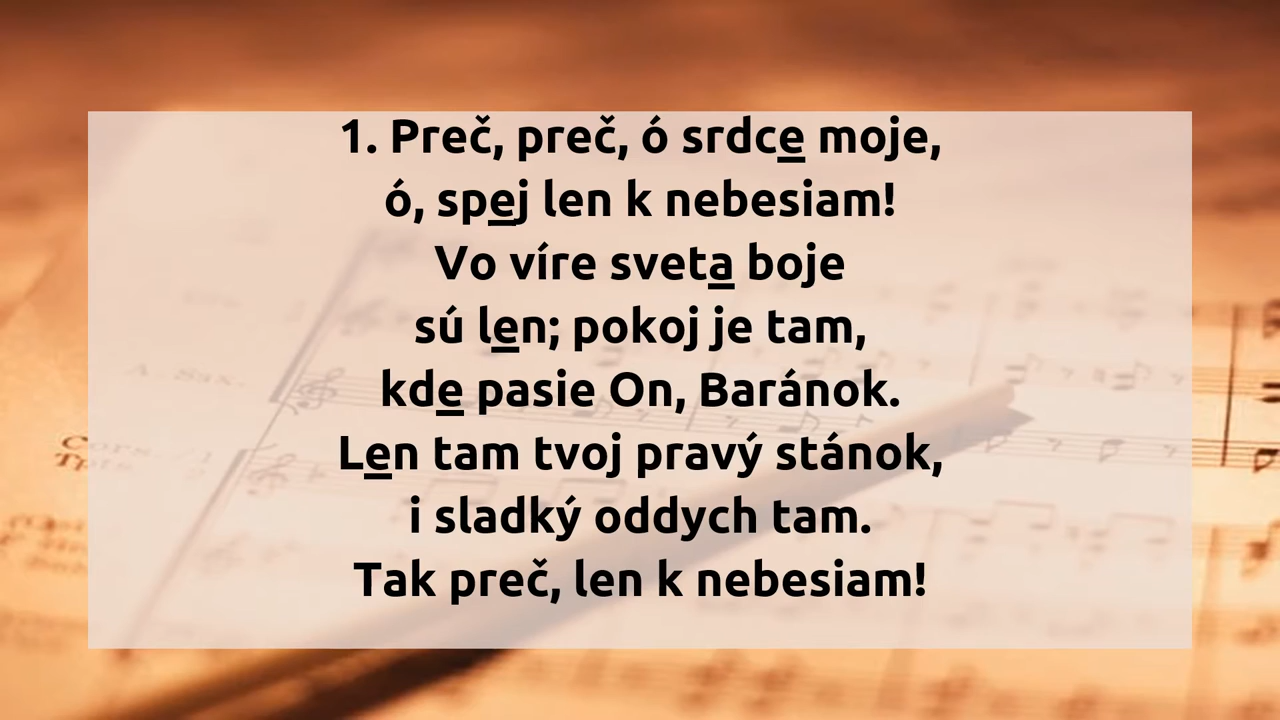 1. Preč, preč, ó srdce moje,
ó, spej len k nebesiam!
Vo víre sveta boje
sú len; pokoj je tam,
kde pasie On, Baránok.
Len tam tvoj pravý stánok,
i sladký oddych tam.
Tak preč, len k nebesiam!
A. Sax.